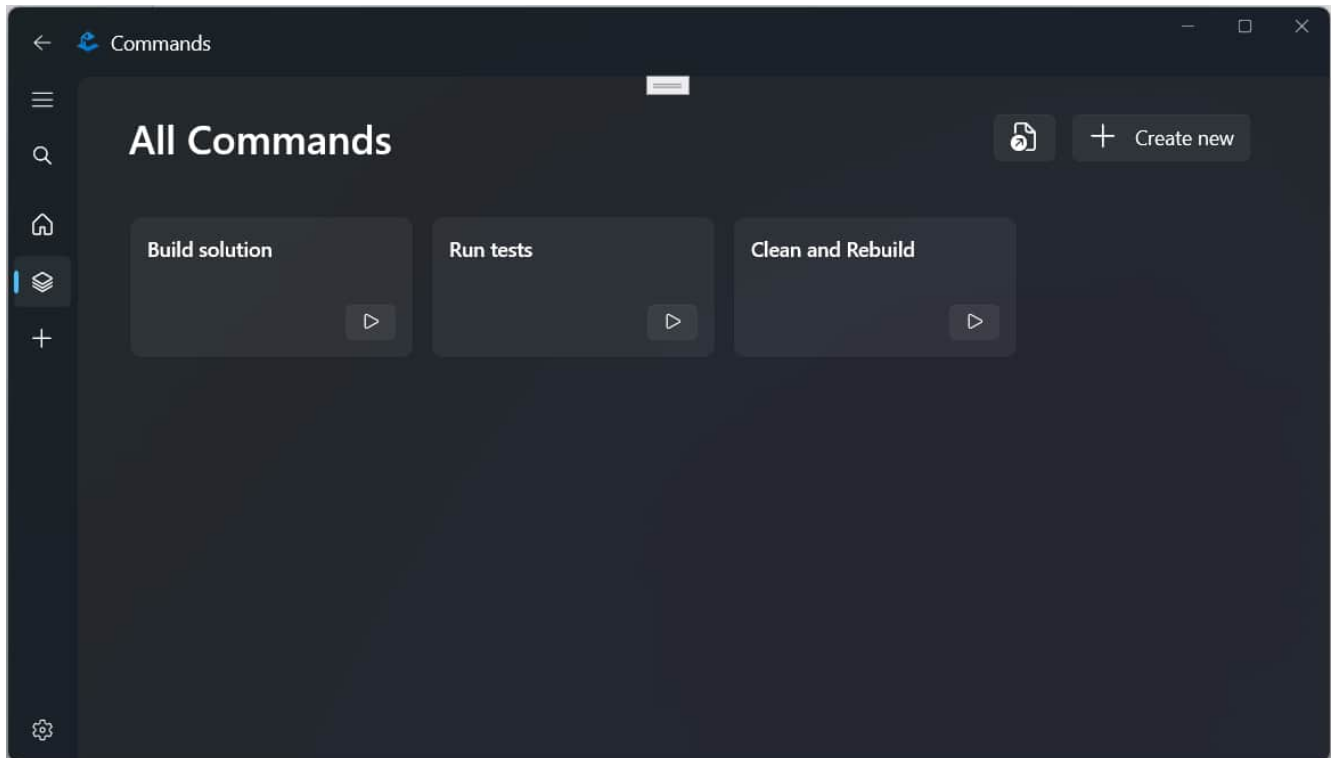 Commands
All Commands
Create new
Build solution
Run tests
Clean and Rebuild